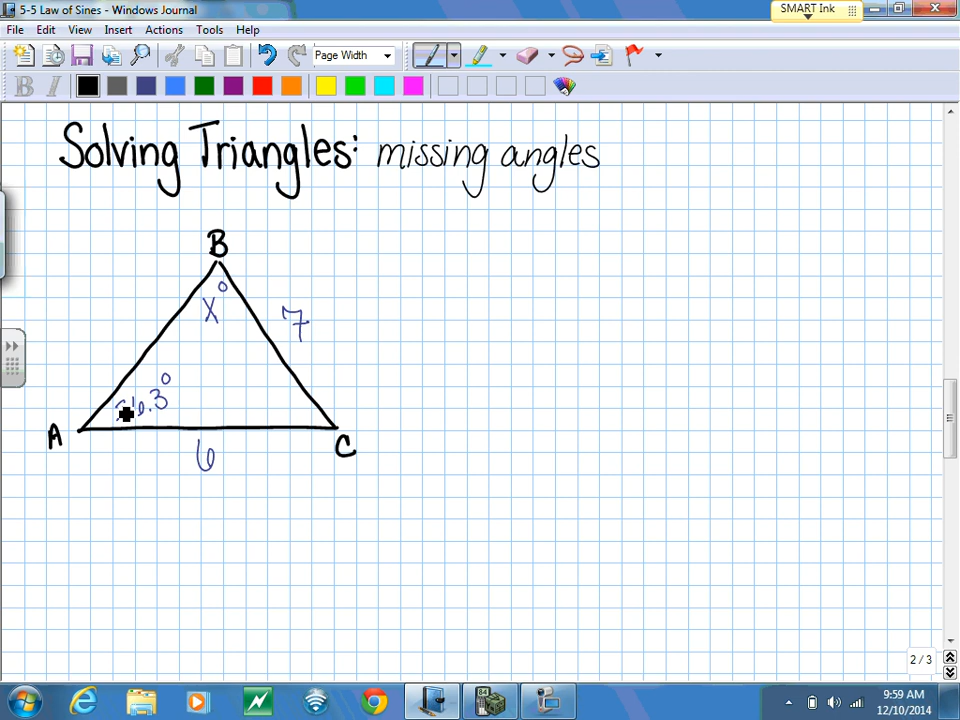 5-5 Law of Sines - Windows Journal
SMART Ink
File Edit View Insert Actions Tools Help
Page Width
B I
Solving Triangles: missing angles
B
x°
7
A
6
C
2 / 3
84
9:59 AM
12/10/2014